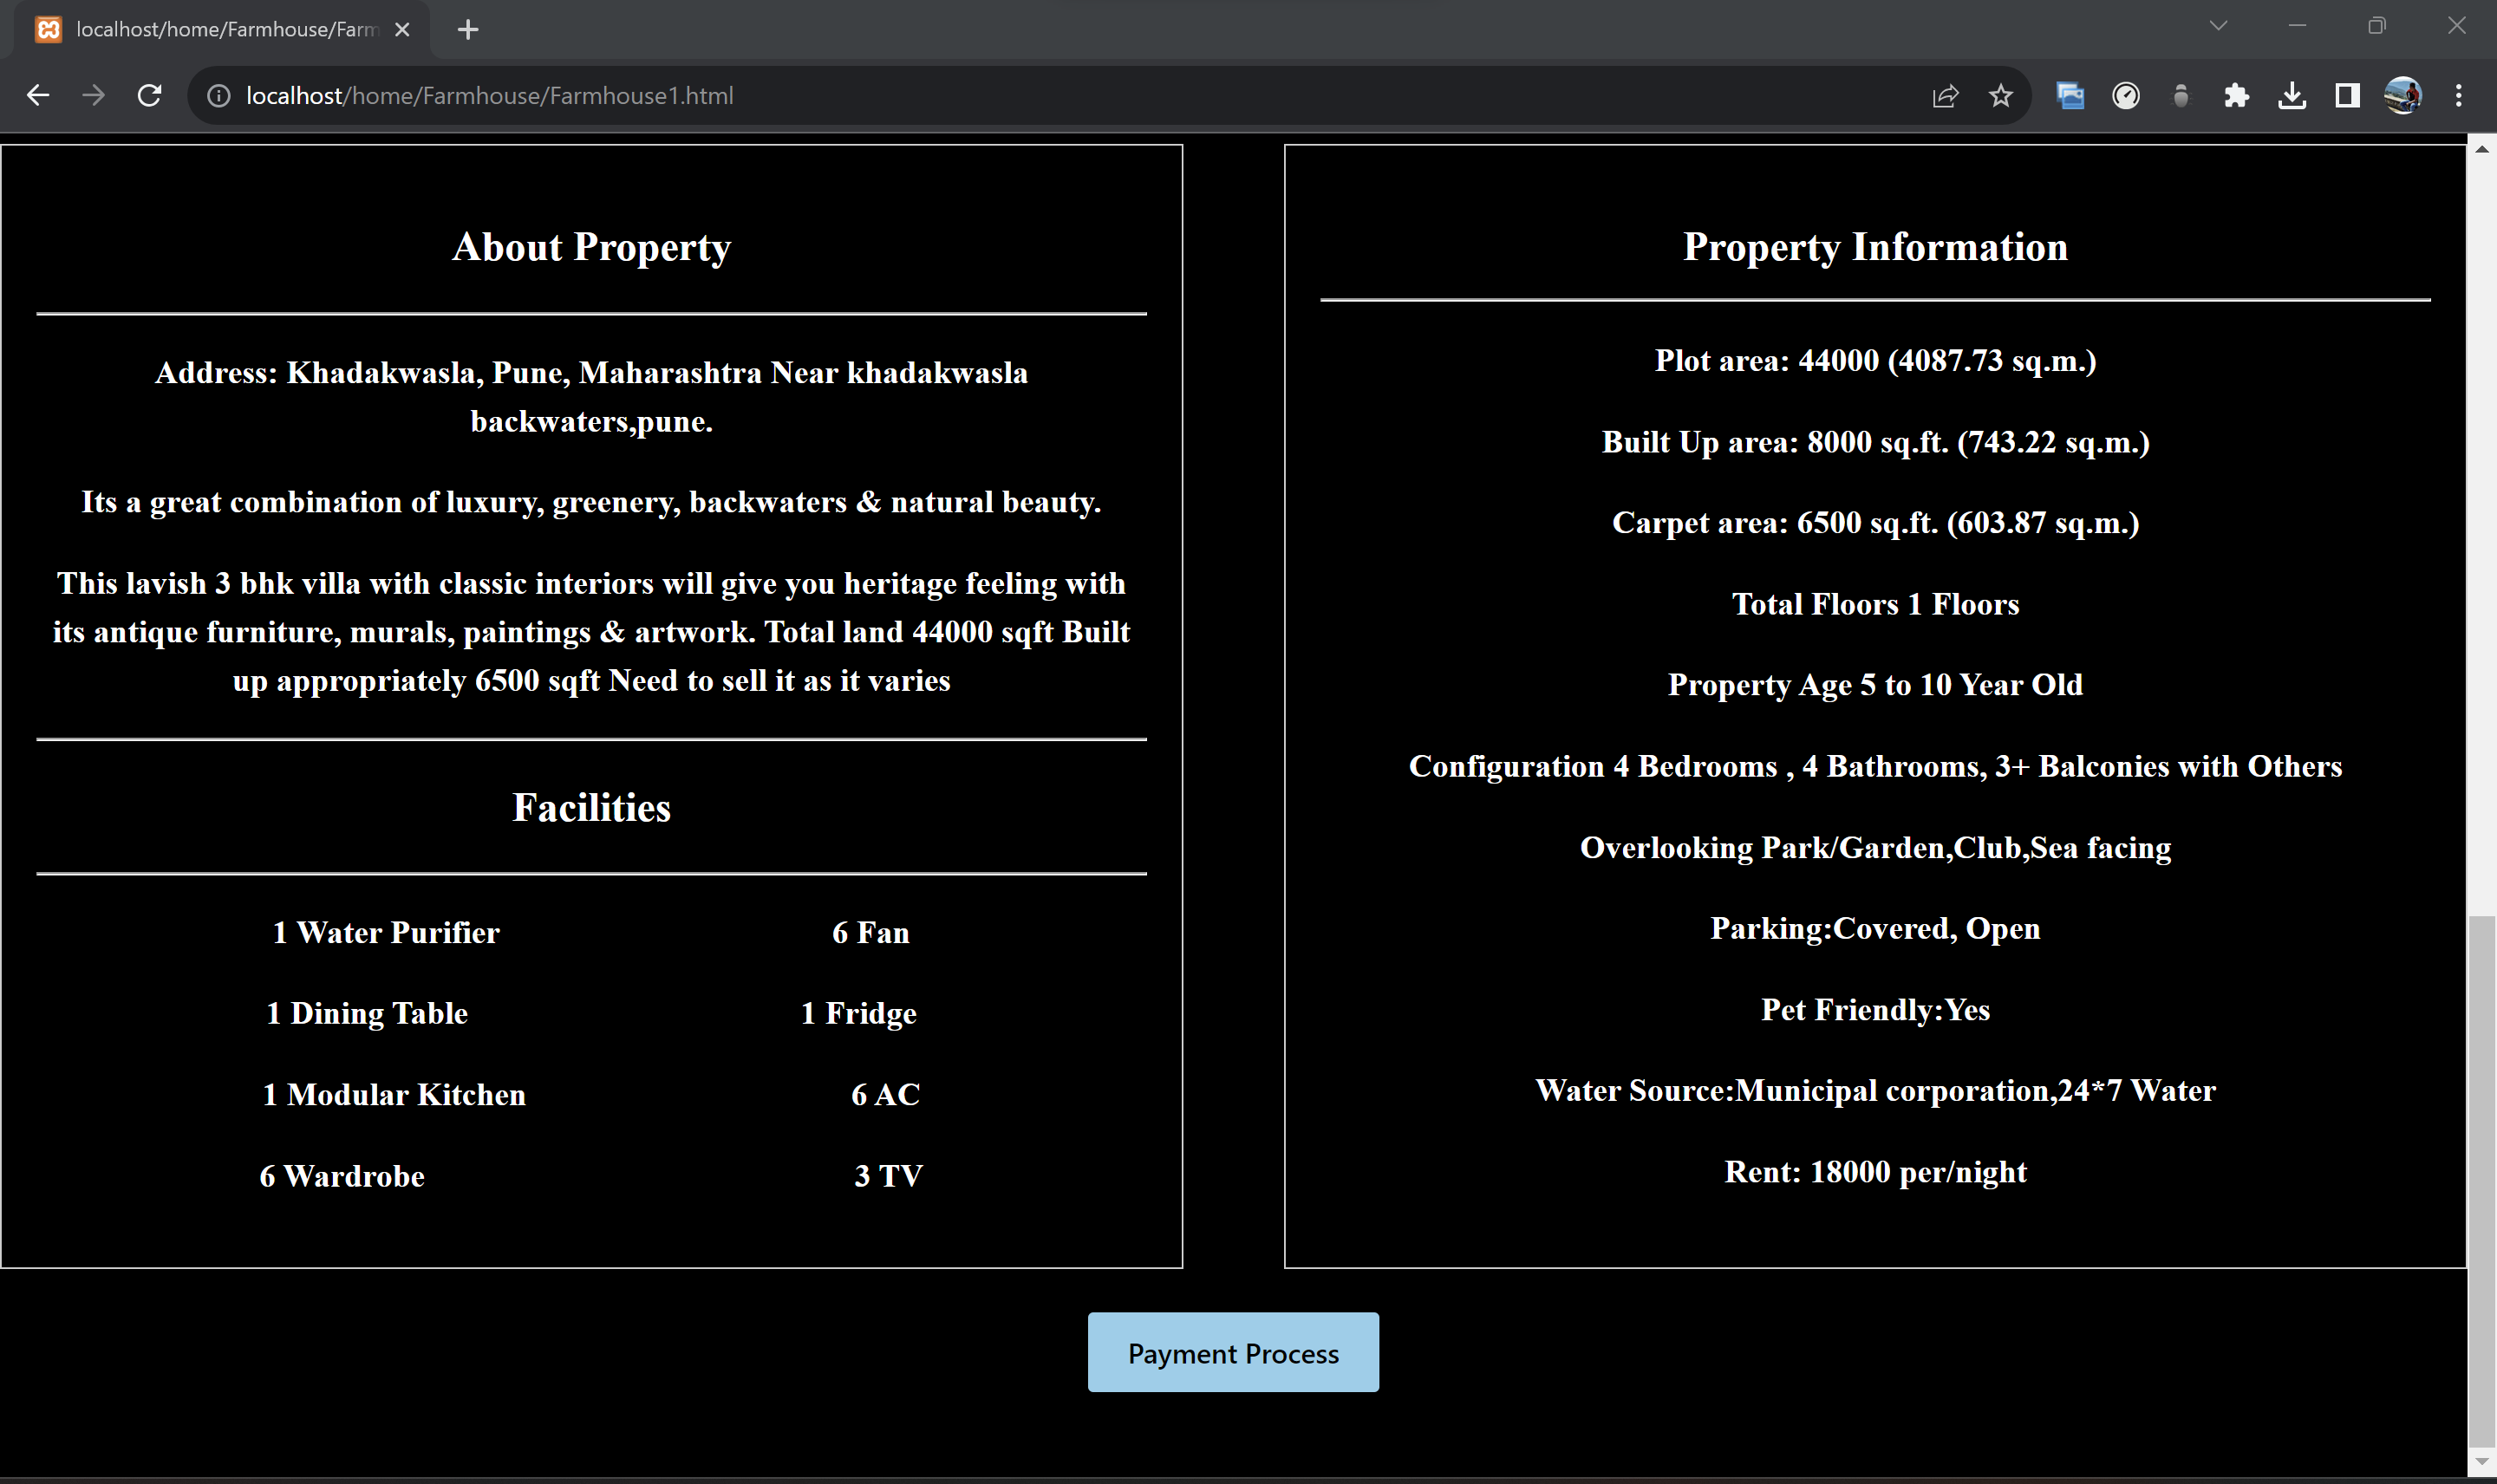 localhost/home/Farmhouse/Farm
localhost/home/Farmhouse/Farmhouse1.html
About Property
Address: Khadakwasla, Pune, Maharashtra Near khadakwasla
backwaters,pune.
Its a great combination of luxury, greenery, backwaters & natural beauty.
This lavish 3 bhk villa with classic interiors will give you heritage feeling with
its antique furniture, murals, paintings & artwork. Total land 44000 sqft Built
up appropriately 6500 sqft Need to sell it as it varies
Facilities
1 Water Purifier 6 Fan
1 Dining Table 1 Fridge
1 Modular Kitchen 6 AC
6 Wardrobe 3 TV
Property Information
Plot area: 44000 (4087.73 sq.m.)
Built Up area: 8000 sq.ft. (743.22 sq.m.)
Carpet area: 6500 sq.ft. (603.87 sq.m.)
Total Floors 1 Floors
Property Age 5 to 10 Year Old
Configuration 4 Bedrooms , 4 Bathrooms, 3+ Balconies with Others
Overlooking Park/Garden,Club,Sea facing
Parking:Covered, Open
Pet Friendly:Yes
Water Source:Municipal corporation,24*7 Water
Rent: 18000 per/night
Payment Process